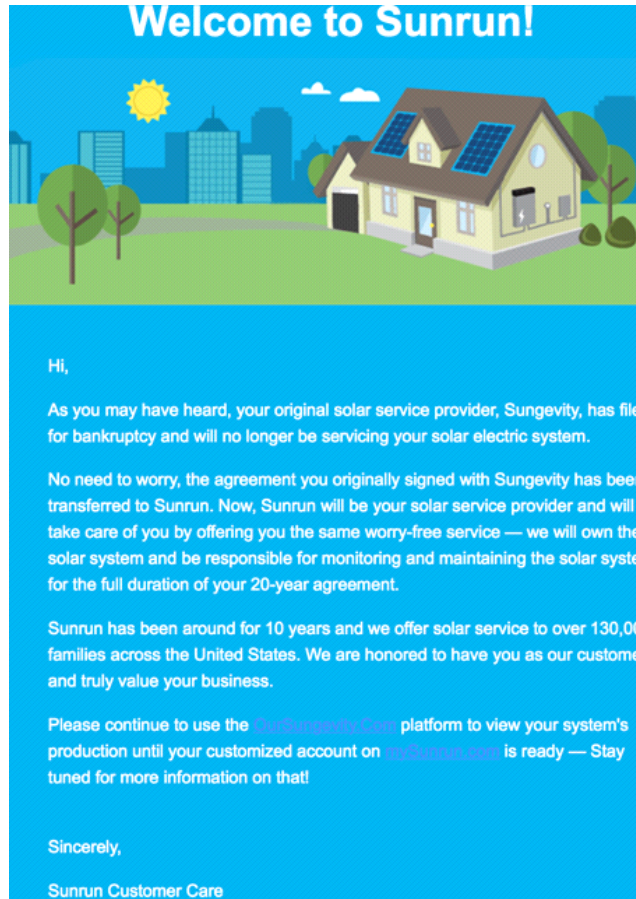 Welcome to Sunrun!
Hi,
As you may have heard, your original solar service provider, Sungevity, has file
for bankruptcy and will no longer be servicing your solar electric system.
No need to worry, the agreement you originally signed with Sungevity has been
transferred to Sunrun. Now, Sunrun will be your solar service provider and will
take care of you by offering you the same worry-free service — we will own the
solar system and be responsible for monitoring and maintaining the solar syste
for the full duration of your 20-year agreement.
Sunrun has been around for 10 years and we offer solar service to over 130,00
families across the United States. We are honored to have you as our custome
and truly value your business.
Please continue to use the OurSungevity.Com platform to view your system's
production until your customized account on mySunrun.com is ready — Stay
tuned for more information on that!
Sincerely,
Sunrun Customer Care